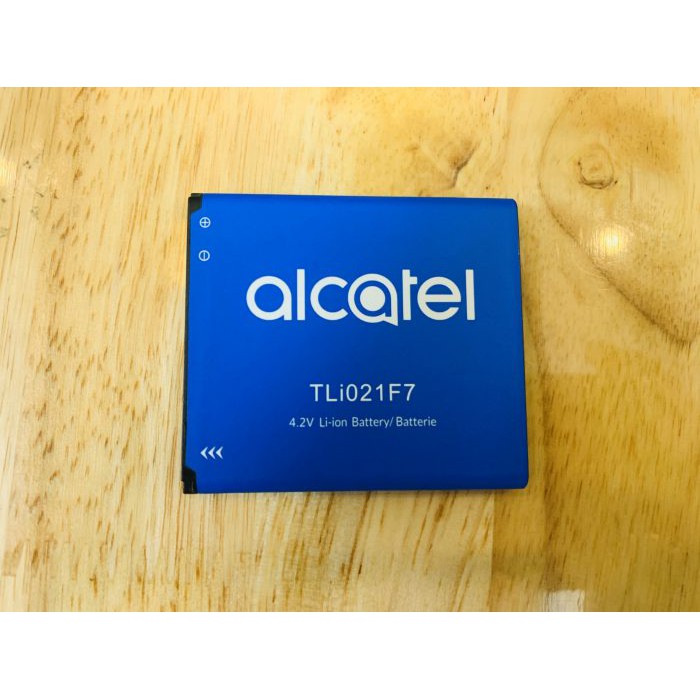 alcatel
TLi021F7
4.2V Li-ion Battery/Batterie